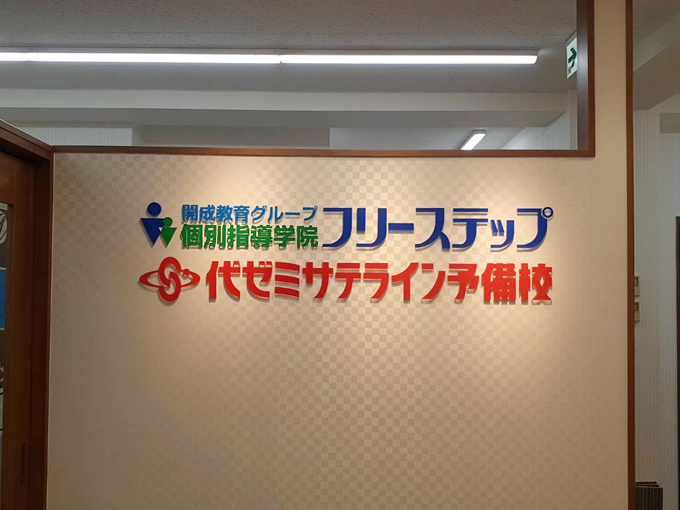 開成教育グループ
個別指導学院 フリーステップ
代ゼミサテライン予備校